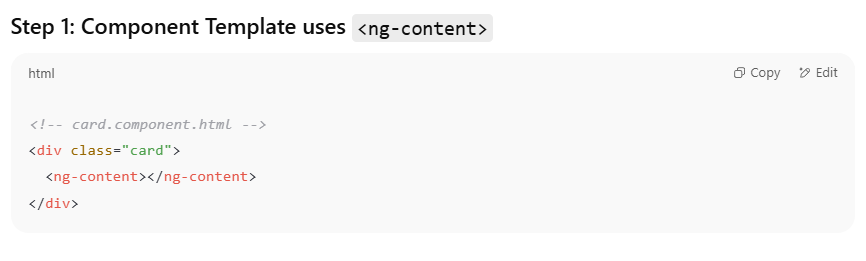 Step 1: Component Template uses <ng-content>
html
Copy
Edit
<!-- card.component.html -->
<div class="card">
  <ng-content></ng-content>
</div>